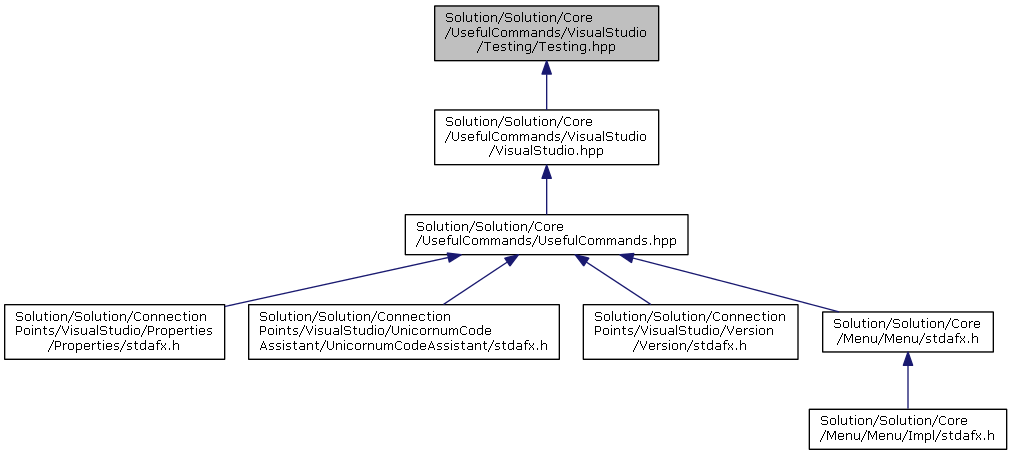 Solution/Solution/Core
/UsefulCommands/VisualStudio
/Testing/Testing.hpp
Solution/Solution/Core
/UsefulCommands/VisualStudio
/VisualStudio.hpp
Solution/Solution/Core
/UsefulCommands/UsefulCommands.hpp
Solution/Solution/Connection
Points/VisualStudio/Properties
/Properties/stdafx.h
Solution/Solution/Connection
Points/VisualStudio/UnicornumCode
Assistant/UnicornumCodeAssistant/stdafx.h
Solution/Solution/Connection
Points/VisualStudio/Version
/Version/stdafx.h
Solution/Solution/Core
/Menu/Menu/stdafx.h
Solution/Solution/Core
/Menu/Menu/Impl/stdafx.h